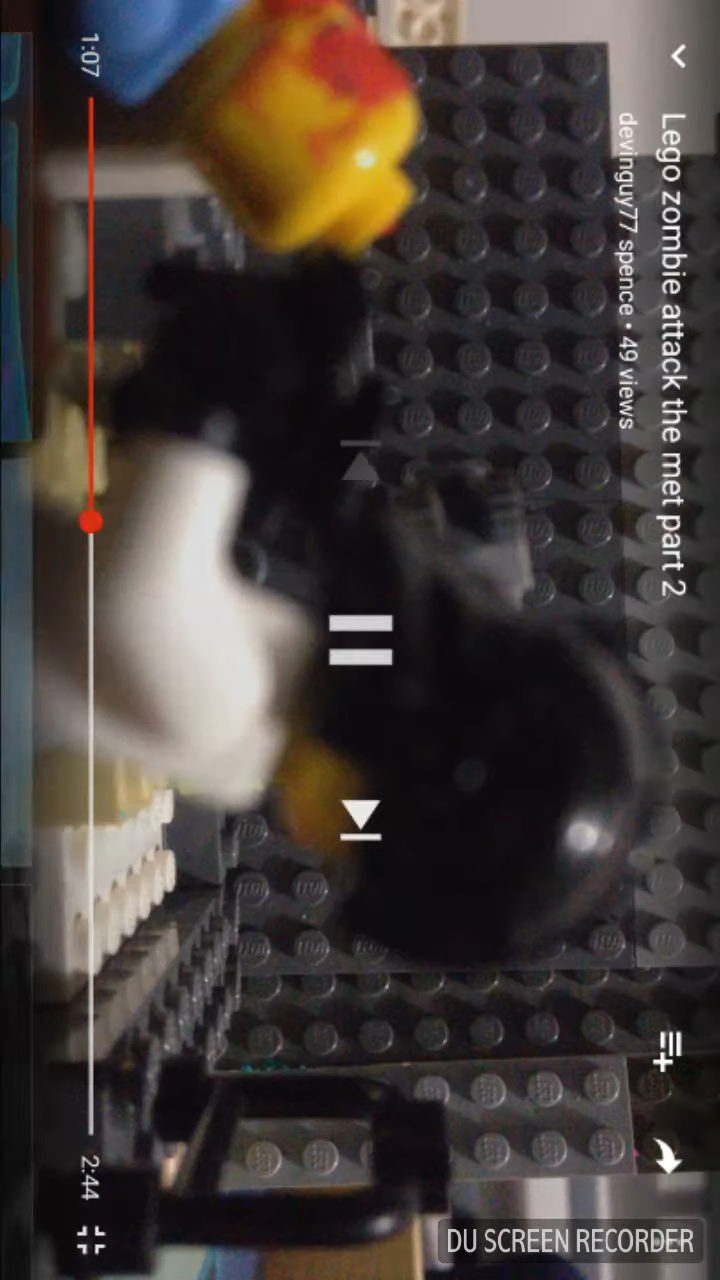 Lego zombie attack the met part 2
devinguy77 spence • 49 views
1:07
2:44
DU SCREEN RECORDER